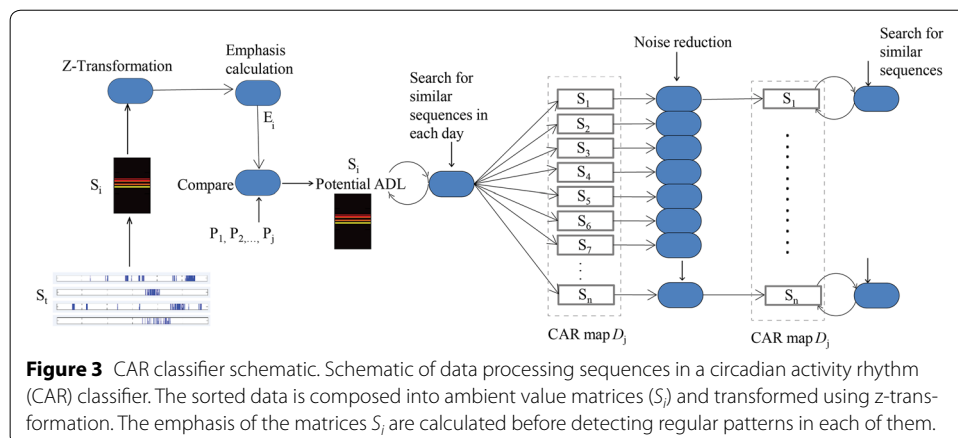 Z-Transformation
Emphasis
calculation
E_i
S_i
Compare
P_1, P_2,..., P_j
S_t
S_i
Potential ADL
Search for
similar
sequences in
each day
S_1
S_2
S_3
S_4
S_5
S_6
S_7
S_n
CAR map D_j
Noise reduction
S_1
S_n
CAR map D_j
Search for
similar
sequences
Figure 3 CAR classifier schematic. Schematic of data processing sequences in a circadian activity rhythm
(CAR) classifier. The sorted data is composed into ambient value matrices (S_i) and transformed using z-trans-
formation. The emphasis of the matrices S_i are calculated before detecting regular patterns in each of them.